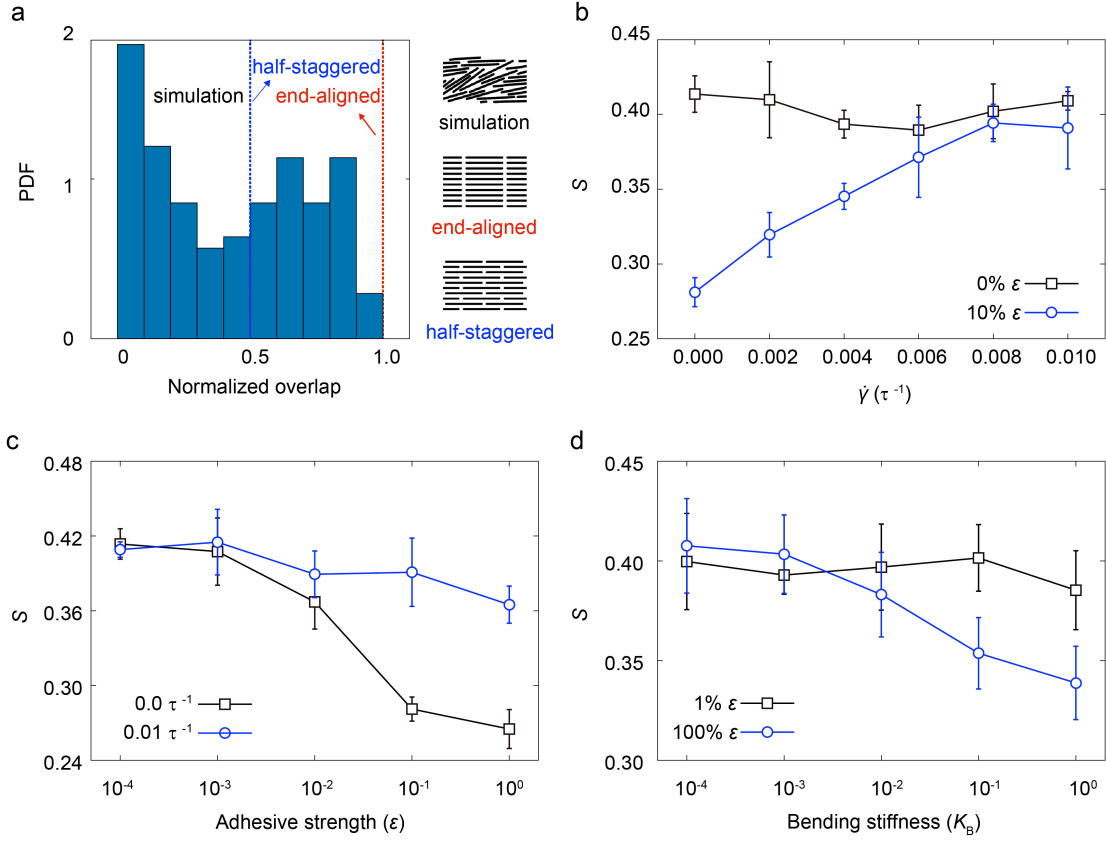 a
2
1
0
PDF
simulation
half-staggered
end-aligned
0
0.5
1.0
Normalized overlap
simulation
end-aligned
half-staggered
b
0.45
0.40
0.35
0.30
0.25
S
0% ε
10% ε
0.000
0.002
0.004
0.006
0.008
0.010
γ̇ (τ ⁻¹)
c
0.48
0.42
0.36
0.30
0.24
S
0.0 τ ⁻¹
0.01 τ ⁻¹
10⁻⁴
10⁻³
10⁻²
10⁻¹
10⁰
Adhesive strength (ε)
d
0.45
0.40
0.35
0.30
S
1% ε
100% ε
10⁻⁴
10⁻³
10⁻²
10⁻¹
10⁰
Bending stiffness (K_B)